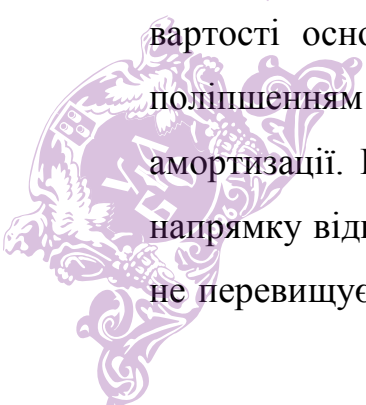 вартості осно
поліпшенням
амортизації.
напрямку від
не перевищує